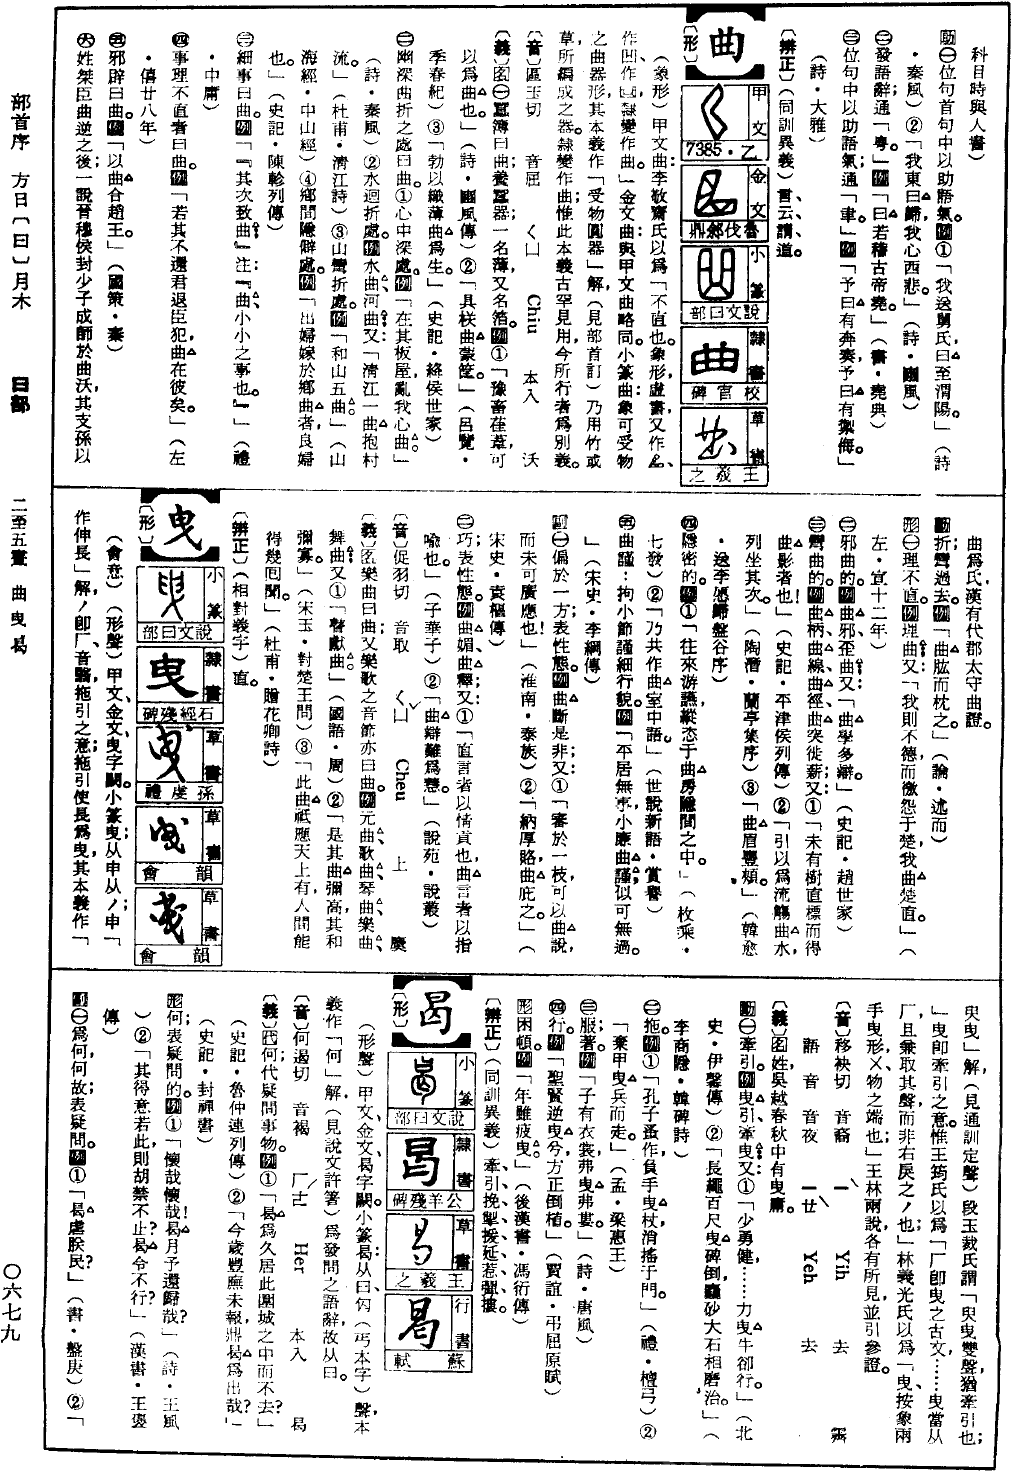 科目時與人書）
助㊀位句首句中以助語氣。例①「我送舅氏曰至渭陽。」（詩
・秦風）②「我東曰歸，我心西悲。」（詩・豳風）
㊁發語辭，通「粵。」例「曰若稽古帝堯。」（書・堯典）
㊂位句中以助語氣，通「聿。」例「予曰有奔奏，予曰有禦侮。」
（詩・大雅）
〔辨正〕（同訓異義）言、云、謂、道。
曲
〔形〕
甲文
7385・乙
金文
魯伐郐鼎
小篆
說文曰部
隸書
校官碑
草書
王羲之
（象形）甲文曲，李敬齋氏以爲「不直也，象形，虛書，又作
作凹，作，隸變作曲。」金文曲與甲文曲略同。小篆曲象可受物
之曲器形，其本義作「受物圓器」解，（見部首訂）乃用竹或
草所編成之器，隸變作曲；惟此本義古罕見用，今所行者爲別義。
〔音〕區玉切　音屈　ㄑㄩ　Chiu　本入　沃
〔義〕名㊀蠶薄曰曲；養蠶器，一名薄，又名箔。例①「豫畜萑葦，可
以爲曲也。」（詩・豳風傳）②「具栚曲蒙筐。」（呂覽・
季春紀）③「勃以織薄曲爲生。」（史記・絳侯世家）
㊁幽深曲折之處曰曲。①心中深處。例「在其板屋，亂我心曲。」
（詩・秦風）②水迴折處。例水曲、河曲；又「清江一曲抱村
流。」（杜甫・清江詩）③山彎折處。例「和山五曲。」（山
海經・中山經）④鄉間隱僻處。例「出婦嫁於鄉曲者，良婦
也。」（史記・陳軫列傳）
㊂細事曰曲。例「『其次致曲』注：『曲，小小之事也。』」（禮
・中庸）
㊃事理不直者曰曲。例「若其不還，君退臣犯，曲在彼矣。」（左
・僖廿八年）
㊄邪辟曰曲。例「以曲合趙王。」（國策・秦）
㊅姓，桀臣曲逆之後；一說晉穆侯封少子成師於曲沃，其支孫以
部首序　方日〔曰〕月木　曰部　二至五畫　曲曳曷　〇六七九
曲爲氏，漢有代郡太守曲證。
動折，彎過去。例「曲肱而枕之。」（論・述而）
形㊀理不直。例理曲；又「我則不德，而徼怨于楚，我曲楚直。」（
左・宣十二年）
㊁邪曲的。例曲邪、歪曲；又「曲學多辯。」（史記・趙世家）
㊂彎曲的。例曲柄、曲線、曲徑、曲突徙薪；又①「未有樹直標而得
曲影者也。」（史記・平津侯列傳）②「引以爲流觴曲水，
列坐其次。」（陶潛・蘭亭集序）③「曲眉豐頰。」（韓愈
・送李愿歸盤谷序）
㊃隱密的。例①「往來游讌，縱恣于曲房隱間之中。」（枚乘・
七發）②「乃共作曲室中語。」（世說新語・賞譽）
㊄曲謹：拘小節、謹細行貌。例「平居無事，小廉曲謹，似可無過。
」（宋史・李綱傳）
副㊀偏於一方，表性態。例曲斷是非；又①「審於一枝，可以曲說，
而未可廣應也！」（淮南・泰族）②「納厚賂，曲庇之。」（
宋史・袁樞傳）
㊁巧，表性態。例曲媚、曲釋；又①「直言者以情貞也，曲言者以指
喻也。」（子華子）②「曲辯難爲慧。」（說苑・說叢）
〔音〕促羽切　音取　ㄑㄩˇ　Cheu　上　麌
〔義〕名樂曲曰曲；又樂歌之音節亦曰曲。例元曲、歌曲、琴曲、樂曲、
舞曲；又①「瞽獻曲。」（國語・周）②「是其曲彌高，其和
彌寡。」（宋玉・對楚王問）③「此曲祇應天上有，人間能
得幾囘聞。」（杜甫・贈花卿詩）
〔辨正〕（相對義字）直。
曳
〔形〕
小篆
說文曰部
隸書
石經殘碑
草書
孫虔禮
草書
韻會
草書
韻會
（會意）（形聲）甲文、金文曳字闕。小篆曳从申，从丿；申「
作伸長」解，丿卽厂，音曳，拖引之意；拖引使長爲曳，其本義作「
臾曳」解，（見通訓定聲）段玉裁氏謂「臾曳，雙聲，猶牽引也；
」曳卽牽引之意。惟王筠氏以爲「厂卽曳之古文……曳當从
厂，且兼取其聲，而非右戾之丿也，」林義光氏以爲「曳，按象兩
手曳形，㐅，物之端也」王林兩說各有所見，並引參證。
〔音〕移袂切　音裔　ㄧˋ　Yih　去　霽
語音　音夜　ㄧㄝˋ　Yeh　去
〔義〕名姓，吳越春秋中有曳庸。
動㊀牽引。例曳引、牽曳；又①「少勇健……力曳牛卻行。」（北
史・伊馥傳）②「長繩百尺曳碑倒，麤砂大石相磨治。」（
李商隱・韓碑詩）
㊁拖。例①「孔子蚤作，負手曳杖，消搖于門。」（禮・檀弓）②
「棄甲曳兵而走。」（孟・梁惠王）
㊂服著。例「子有衣裳，弗曳弗婁。」（詩・唐風）
㊃行。例「聖賢逆曳兮，方正倒植。」（賈誼・弔屈原賦）
形困頓。例「年雖疲曳。」（後漢書・馮衍傳）
〔辨正〕（同訓異義）牽、引、挽、掣、援、延、惹、彈、摟。
曷
〔形〕
小篆
說文曰部
隸書
公羊殘碑
草書
王羲之
行書
蘇軾
（形聲）甲文、金文曷字闕。小篆曷从曰，匃（丐本字）聲，本
義作「何」解，（見說文許箸）爲發問之語辭，故从曰。
〔音〕何遏切　音褐　ㄏㄜˊ　Her　本入　曷
〔義〕代何，代疑問事物。例①「曷爲久居此圍城之中而不去？」
（史記・魯仲連列傳）②「今歲豐廡未報，鼎曷爲出哉？」
（史記・封禪書）
形何，表疑問的。例①「懷哉懷哉！曷月予還歸哉？」（詩・王風
）②「其得意若此，則胡禁不止？曷令不行？」（漢書・王褒
傳）
副㊀爲何，何故；表疑問。例①「曷虐朕民？」（書・盤庚）②「